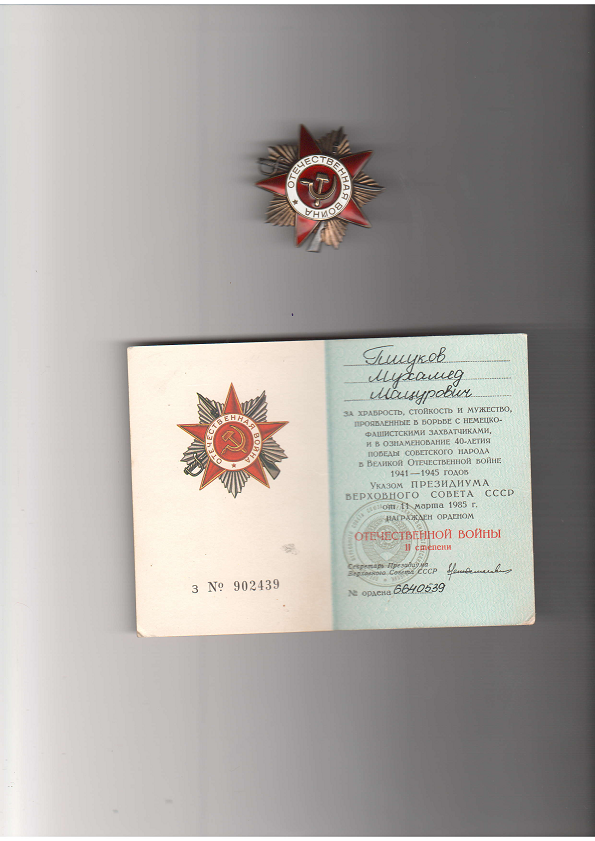 ОТЕЧЕСТВЕННАЯ ВОЙНА
ОТЕЧЕСТВЕННАЯ ВОЙНА
З № 902439
Пшуков
Мухамед
Мацурович
ЗА ХРАБРОСТЬ, СТОЙКОСТЬ И МУЖЕСТВО,
ПРОЯВЛЕННЫЕ В БОРЬБЕ С НЕМЕЦКО-
ФАШИСТСКИМИ ЗАХВАТЧИКАМИ,
И В ОЗНАМЕНОВАНИЕ 40-ЛЕТИЯ
ПОБЕДЫ СОВЕТСКОГО НАРОДА
В ВЕЛИКОЙ ОТЕЧЕСТВЕННОЙ ВОЙНЕ
1941—1945 ГОДОВ
УКАЗОМ ПРЕЗИДИУМА
ВЕРХОВНОГО СОВЕТА СССР
от 11 марта 1985 г.
НАГРАЖДЕН ОРДЕНОМ
ОТЕЧЕСТВЕННОЙ ВОЙНЫ
II степени
Секретарь Президиума
Верховного Совета СССР
№ ордена 6640539